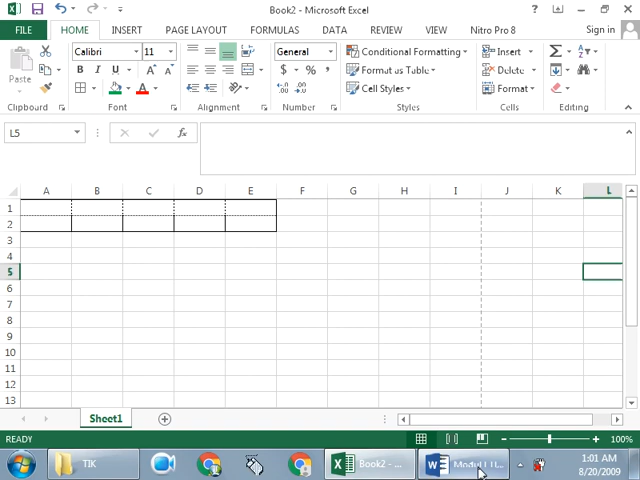 Book2 - Microsoft Excel
FILE HOME INSERT PAGE LAYOUT FORMULAS DATA REVIEW VIEW Nitro Pro 8 Sign in
Calibri 11 General Conditional Formatting Insert
Paste B I U A A $ % , Format as Table Delete
A Cell Styles Format
Clipboard Font Alignment Number Styles Cells Editing
L5 fx
A B C D E F G H I J K L
1
2
3
4
5
6
7
8
9
10
11
12
13
Sheet1
READY 100%
TIK Book2 - ... 1:01 AM
8/20/2009